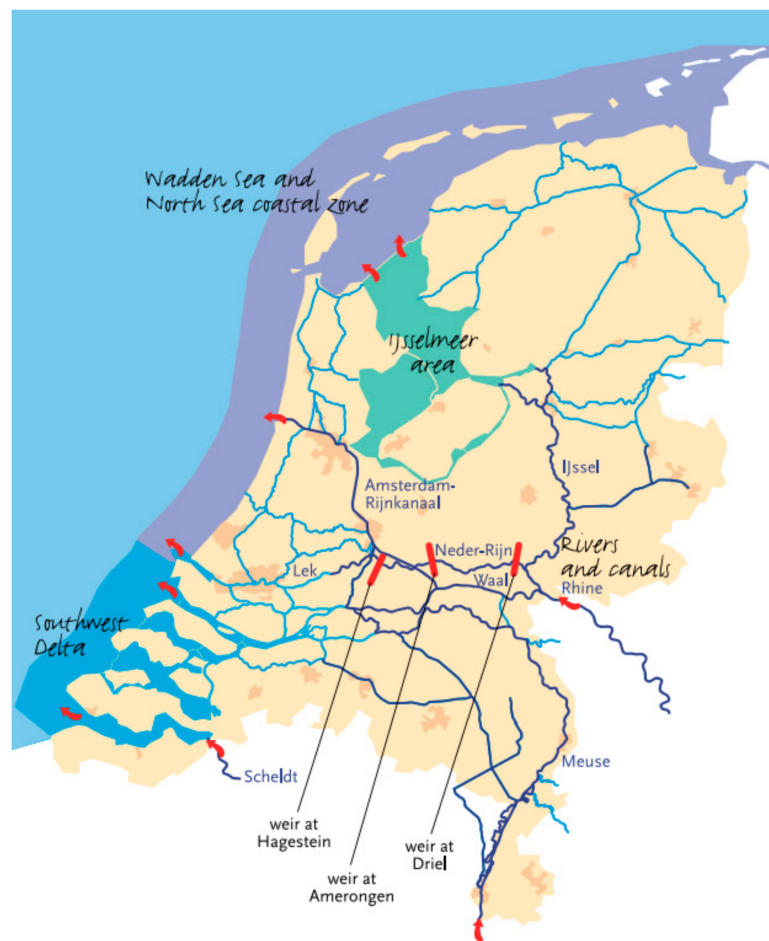 Wadden Sea and
North Sea coastal zone
IJsselmeer
area
Amsterdam-
Rijnkanaal
IJssel
Neder-Rijn
Rivers
and canals
Lek
Waal
Rhine
Southwest
Delta
Meuse
Scheldt
weir at
Hagestein
weir at
Driel
weir at
Amerongen